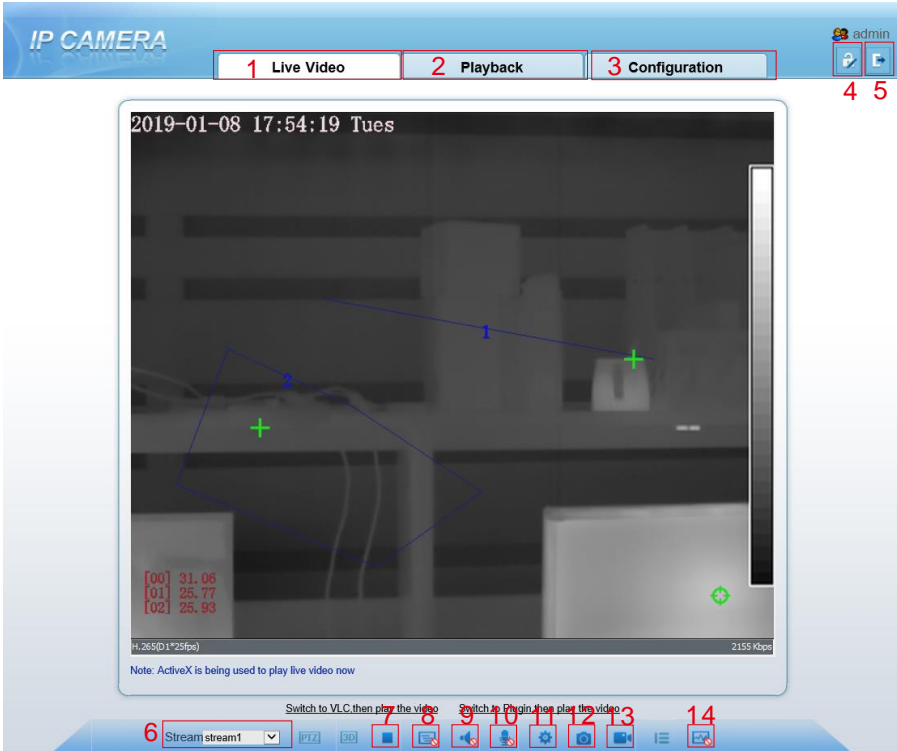 IP CAMERA
admin
1 Live Video
2 Playback
3 Configuration
4 5
2019-01-08 17:54:19 Tues
1
2
[00] 31.06
[01] 25.77
[02] 25.93
H.265(D1*25fps)
2155 Kbps
Note: ActiveX is being used to play live video now
Switch to VLC,then play the video
Switch to Plugin,then play the video
6 Stream stream1
PTZ
3D
7 8 9 10 11 12 13 14